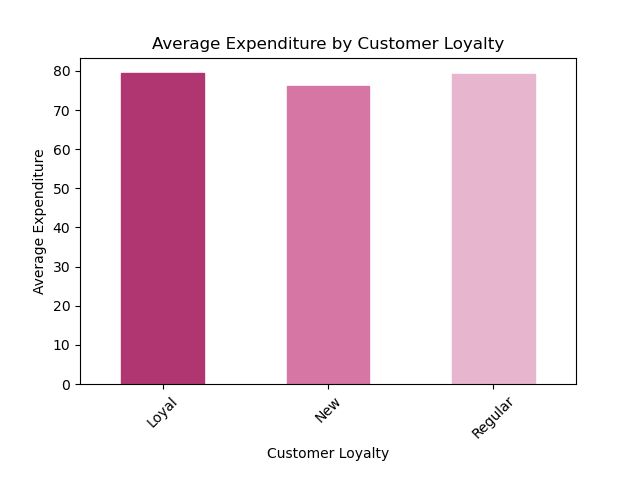 Average Expenditure by Customer Loyalty
Average Expenditure
80
70
60
50
40
30
20
10
0
Loyal
New
Regular
Customer Loyalty